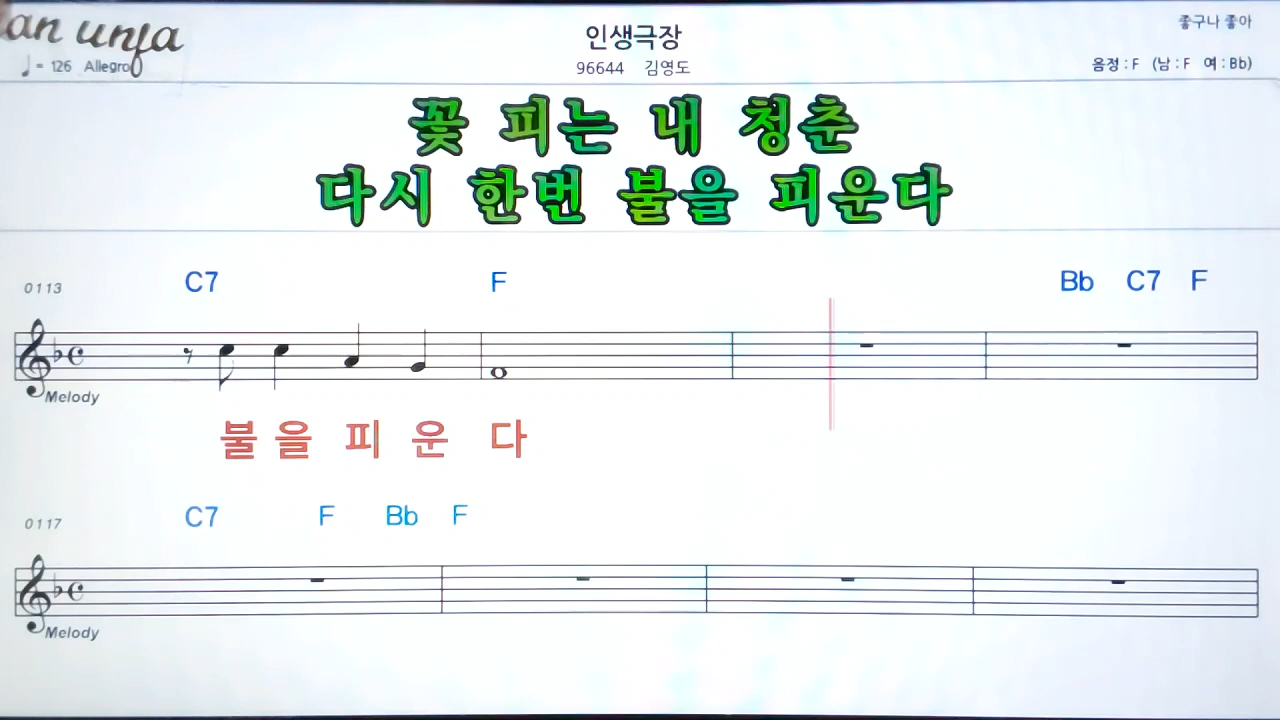 an unfa
인생극장
좋구나 좋아
♩ = 126 Allegro
96644 김영도
음정 : F (남 : F 여 : Bb)
꽃 피는 내 청춘
다시 한번 불을 피운다
0113 C7 F Bb C7 F
Melody
불 을 피 운 다
0117 C7 F Bb F
Melody